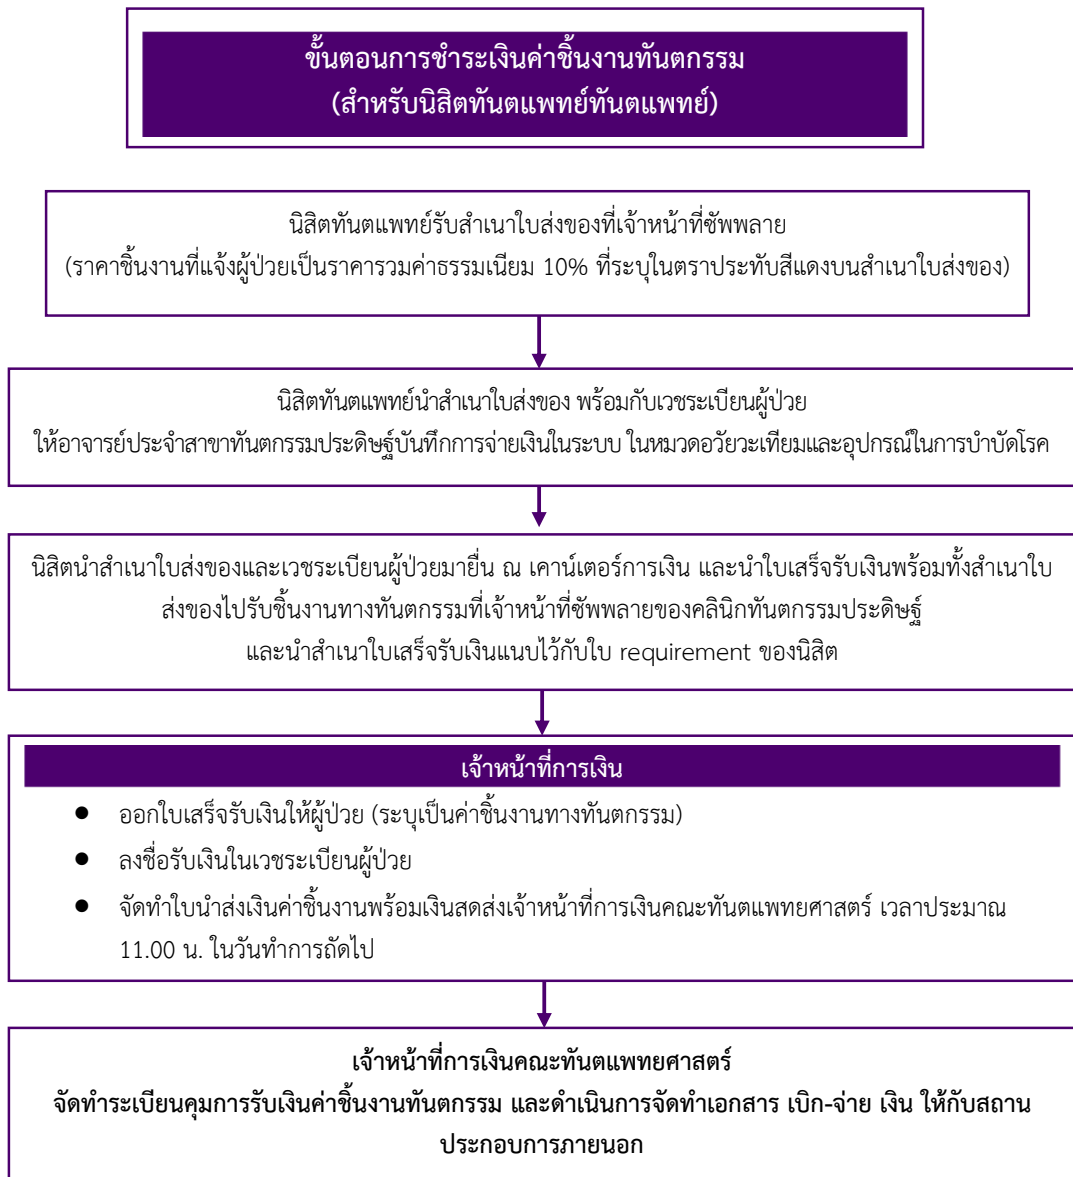 ขั้นตอนการชำระเงินค่าชิ้นงานทันตกรรม
(สำหรับนิสิตทันตแพทย์ทันตแพทย์)
นิสิตทันตแพทย์รับสำเนาใบส่งของที่เจ้าหน้าที่ซัพพลาย
(ราคาชิ้นงานที่แจ้งผู้ป่วยเป็นราคารวมค่าธรรมเนียม 10% ที่ระบุในตราประทับสีแดงบนสำเนาใบส่งของ)
นิสิตทันตแพทย์นำสำเนาใบส่งของ พร้อมกับเวชระเบียนผู้ป่วย
ให้อาจารย์ประจำสาขาทันตกรรมประดิษฐ์บันทึกการจ่ายเงินในระบบ ในหมวดอวัยวะเทียมและอุปกรณ์ในการบำบัดโรค
นิสิตนำสำเนาใบส่งของและเวชระเบียนผู้ป่วยมายื่น ณ เคาน์เตอร์การเงิน และนำใบเสร็จรับเงินพร้อมทั้งสำเนาใบ
ส่งของไปรับชิ้นงานทางทันตกรรมที่เจ้าหน้าที่ซัพพลายของคลินิกทันตกรรมประดิษฐ์
และนำสำเนาใบเสร็จรับเงินแนบไว้กับใบ requirement ของนิสิต
เจ้าหน้าที่การเงิน
● ออกใบเสร็จรับเงินให้ผู้ป่วย (ระบุเป็นค่าชิ้นงานทางทันตกรรม)
● ลงชื่อรับเงินในเวชระเบียนผู้ป่วย
● จัดทำใบนำส่งเงินค่าชิ้นงานพร้อมเงินสดส่งเจ้าหน้าที่การเงินคณะทันตแพทยศาสตร์ เวลาประมาณ
11.00 น. ในวันทำการถัดไป
เจ้าหน้าที่การเงินคณะทันตแพทยศาสตร์
จัดทำระเบียนคุมการรับเงินค่าชิ้นงานทันตกรรม และดำเนินการจัดทำเอกสาร เบิก-จ่าย เงิน ให้กับสถาน
ประกอบการภายนอก